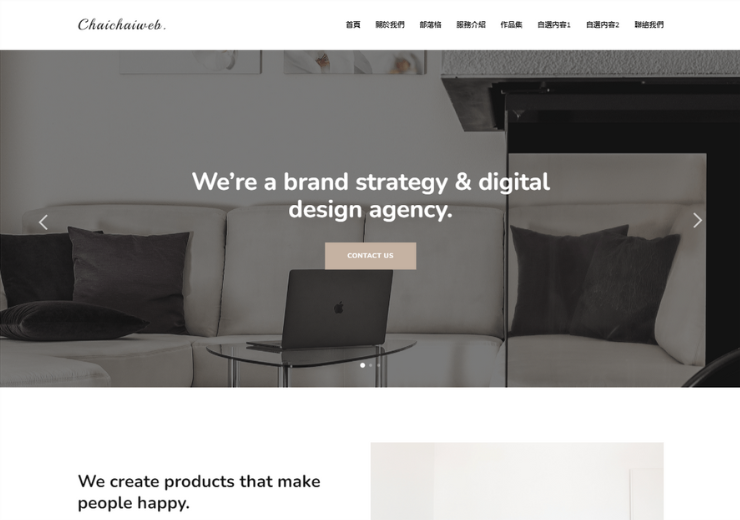 Chaichaiweb.
首頁 關於我們 部落格 服務介紹 作品集 自選內容1 自選內容2 聯絡我們
We're a brand strategy & digital
design agency.
CONTACT US
We create products that make
people happy.